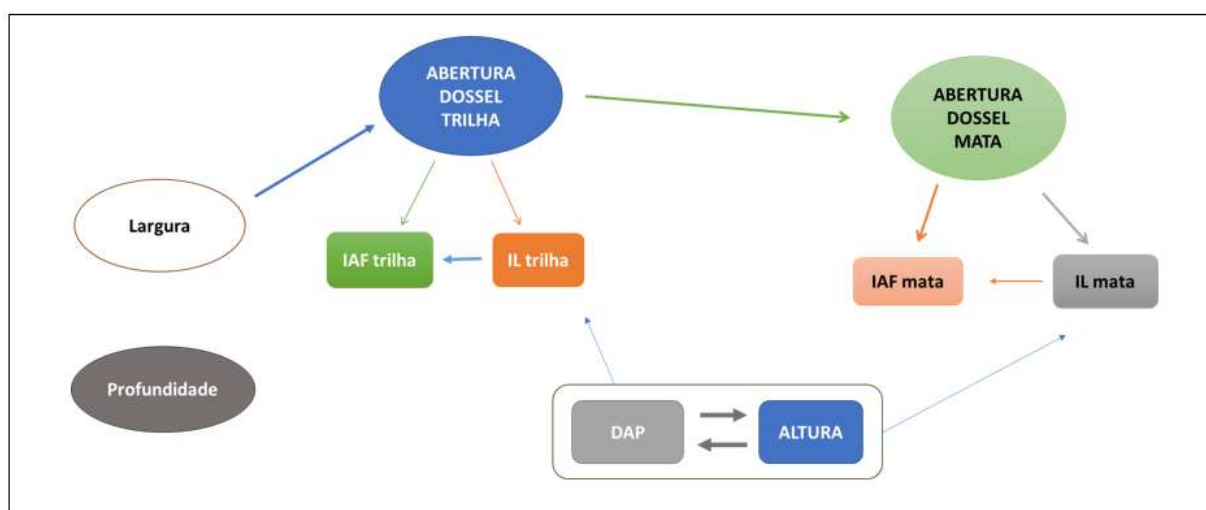 ABERTURA
DOSSEL
TRILHA
ABERTURA
DOSSEL
MATA
Largura
IAF trilha
IL trilha
IAF mata
IL mata
Profundidade
DAP
ALTURA